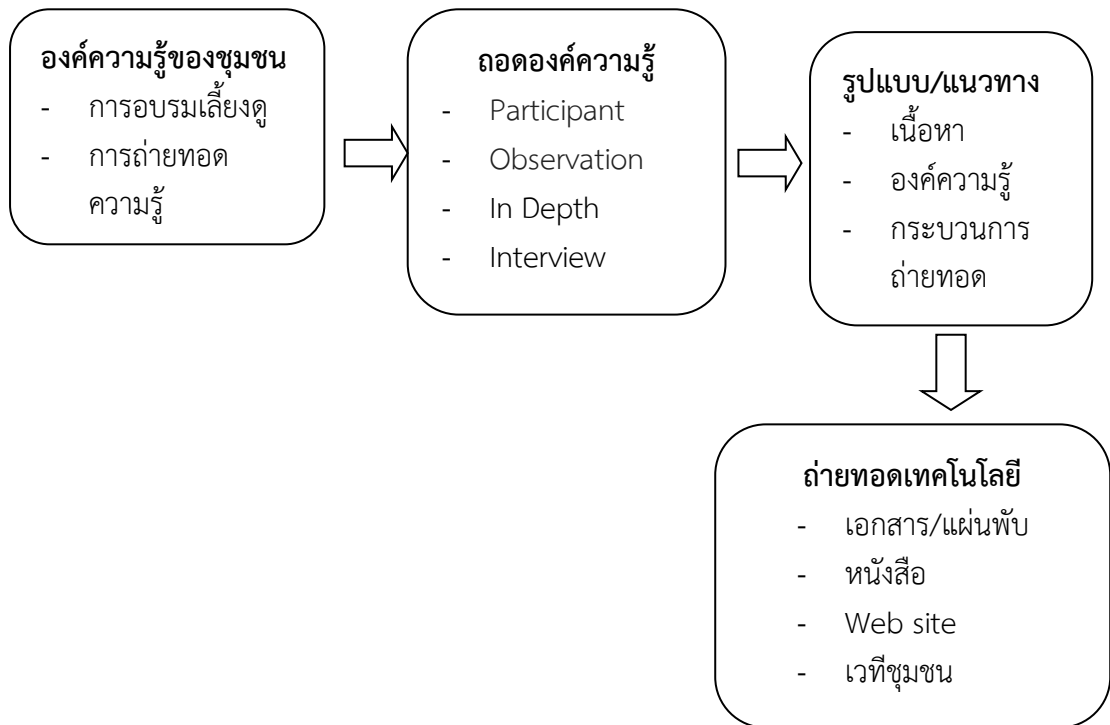 องค์ความรู้ของชุมชน
- การอบรมเลี้ยงดู
- การถ่ายทอด
ความรู้
ถอดองค์ความรู้
- Participant
- Observation
- In Depth
- Interview
รูปแบบ/แนวทาง
- เนื้อหา
- องค์ความรู้
- กระบวนการ
ถ่ายทอด
ถ่ายทอดเทคโนโลยี
- เอกสาร/แผ่นพับ
- หนังสือ
- Web site
- เวทีชุมชน